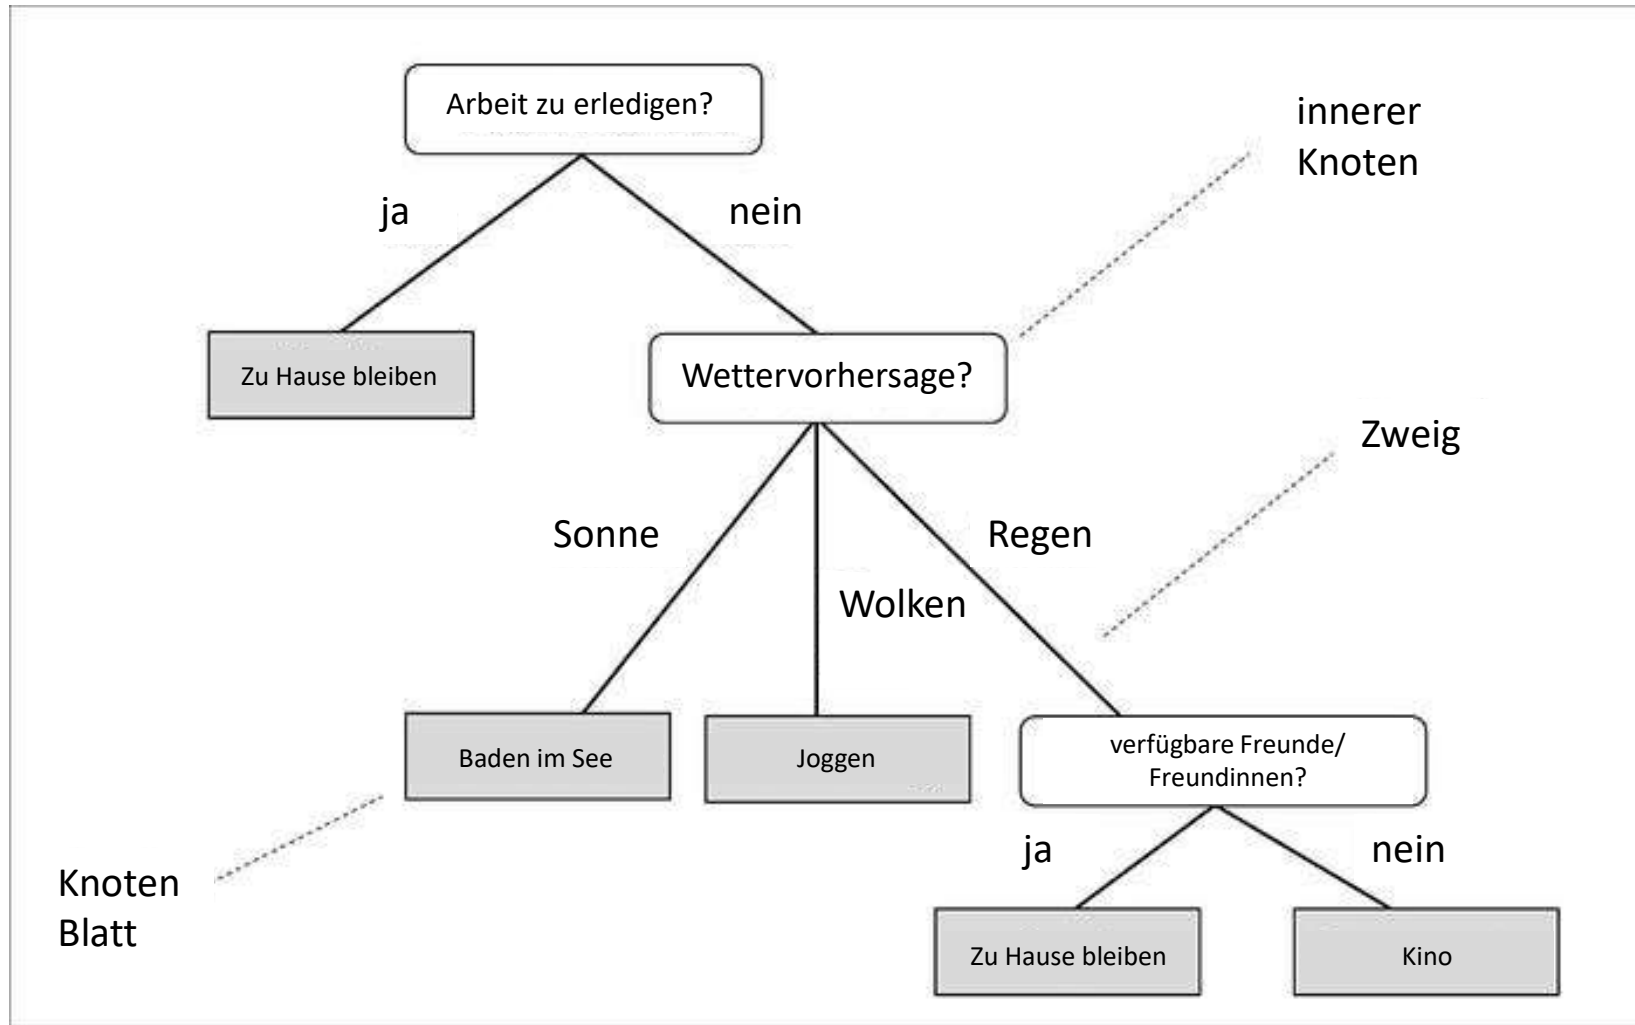 Arbeit zu erledigen?
innerer
Knoten
ja
nein
Zu Hause bleiben
Wettervorhersage?
Zweig
Sonne
Regen
Wolken
Baden im See
Joggen
verfügbare Freunde/
Freundinnen?
ja
nein
Knoten
Blatt
Zu Hause bleiben
Kino